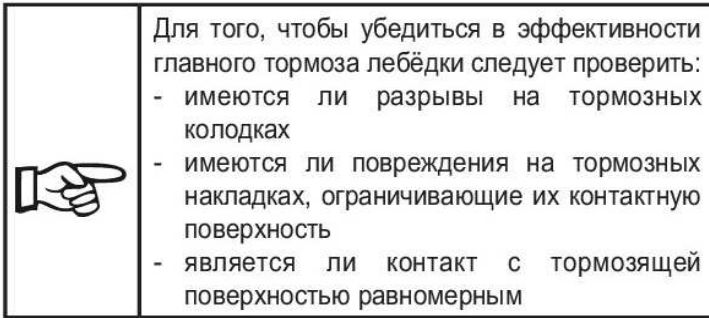 Для того, чтобы убедиться в эффективности
главного тормоза лебёдки следует проверить:
- имеются ли разрывы на тормозных
колодках
- имеются ли повреждения на тормозных
накладках, ограничивающие их контактную
поверхность
- является ли контакт с тормозящей
поверхностью равномерным